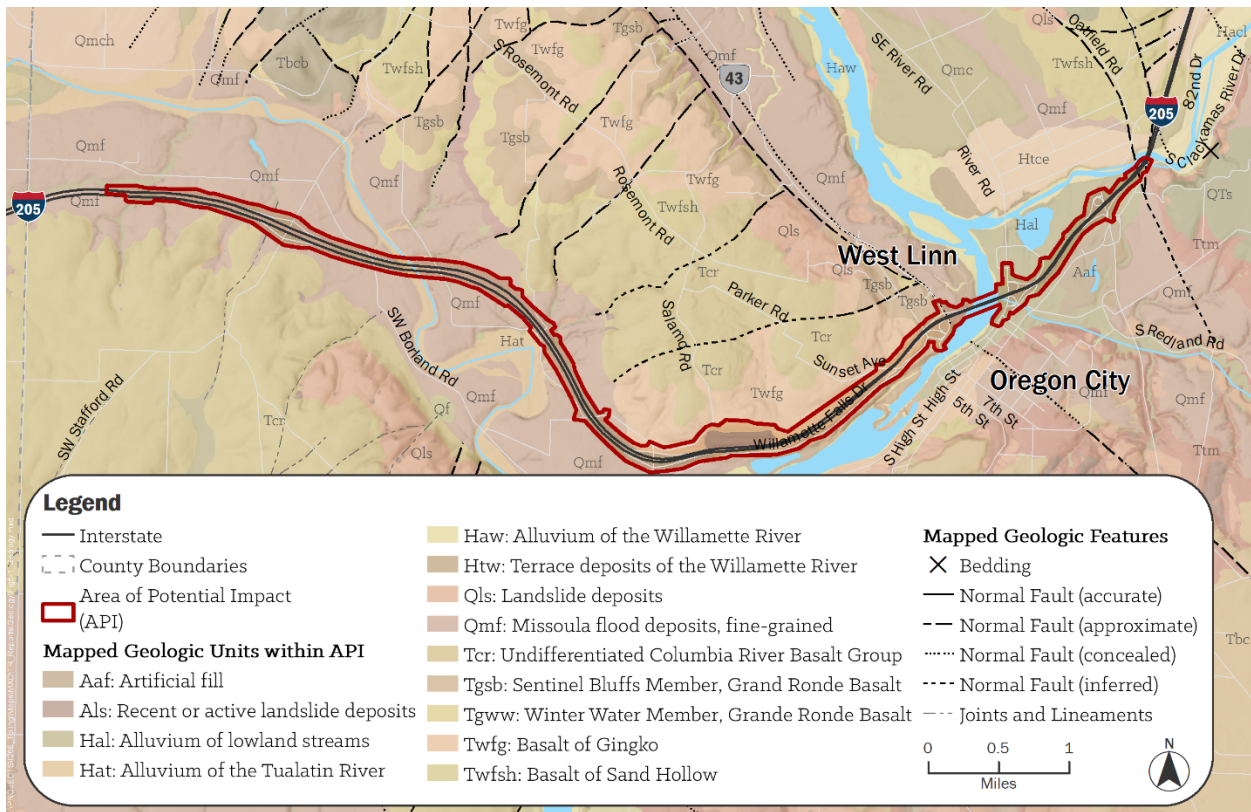 Qmch
Tbcb
Twfsh
Qmf
Twfg
Tgsb
Twfg
Qmf
S Rosemont Rd
43
Haw
SE River Rd
Qmc
Qls
Oatfield Rd
Twfsh
Hacl
82nd Dr
205
S Clackamas River Dr
Qmf
Qmf
Tgsb
Tgsb
Twfg
Twfg
Rosemont Rd
Twfsh
Qmf
Htce
River Rd
QTs
205
Qmf
Qmf
Qmf
Qls
Hal
Ttm
West Linn
Tcr
Qls
Tgsb
Tgsb
Aaf
Qmf
Parker Rd
Salamo Rd
Tcr
Sunset Ave
S Redland Rd
Qmf
Hat
SW Borland Rd
Tcr
Twfg
Willamette Falls Dr
Oregon City
S High St
High St
7th St
5th St
Qmf
Qmf
SW Stafford Rd
Tcr
Qf
Qmf
Qls
Qmf
Ttm
Tbc
Legend
Interstate
County Boundaries
Area of Potential Impact
(API)
Mapped Geologic Units within API
Aaf: Artificial fill
Als: Recent or active landslide deposits
Hal: Alluvium of lowland streams
Hat: Alluvium of the Tualatin River
Haw: Alluvium of the Willamette River
Htw: Terrace deposits of the Willamette River
Qls: Landslide deposits
Qmf: Missoula flood deposits, fine-grained
Tcr: Undifferentiated Columbia River Basalt Group
Tgsb: Sentinel Bluffs Member, Grand Ronde Basalt
Tgww: Winter Water Member, Grande Ronde Basalt
Twfg: Basalt of Gingko
Twfsh: Basalt of Sand Hollow
Mapped Geologic Features
Bedding
Normal Fault (accurate)
Normal Fault (approximate)
Normal Fault (concealed)
Normal Fault (inferred)
Joints and Lineaments
0 0.5 1
Miles
N